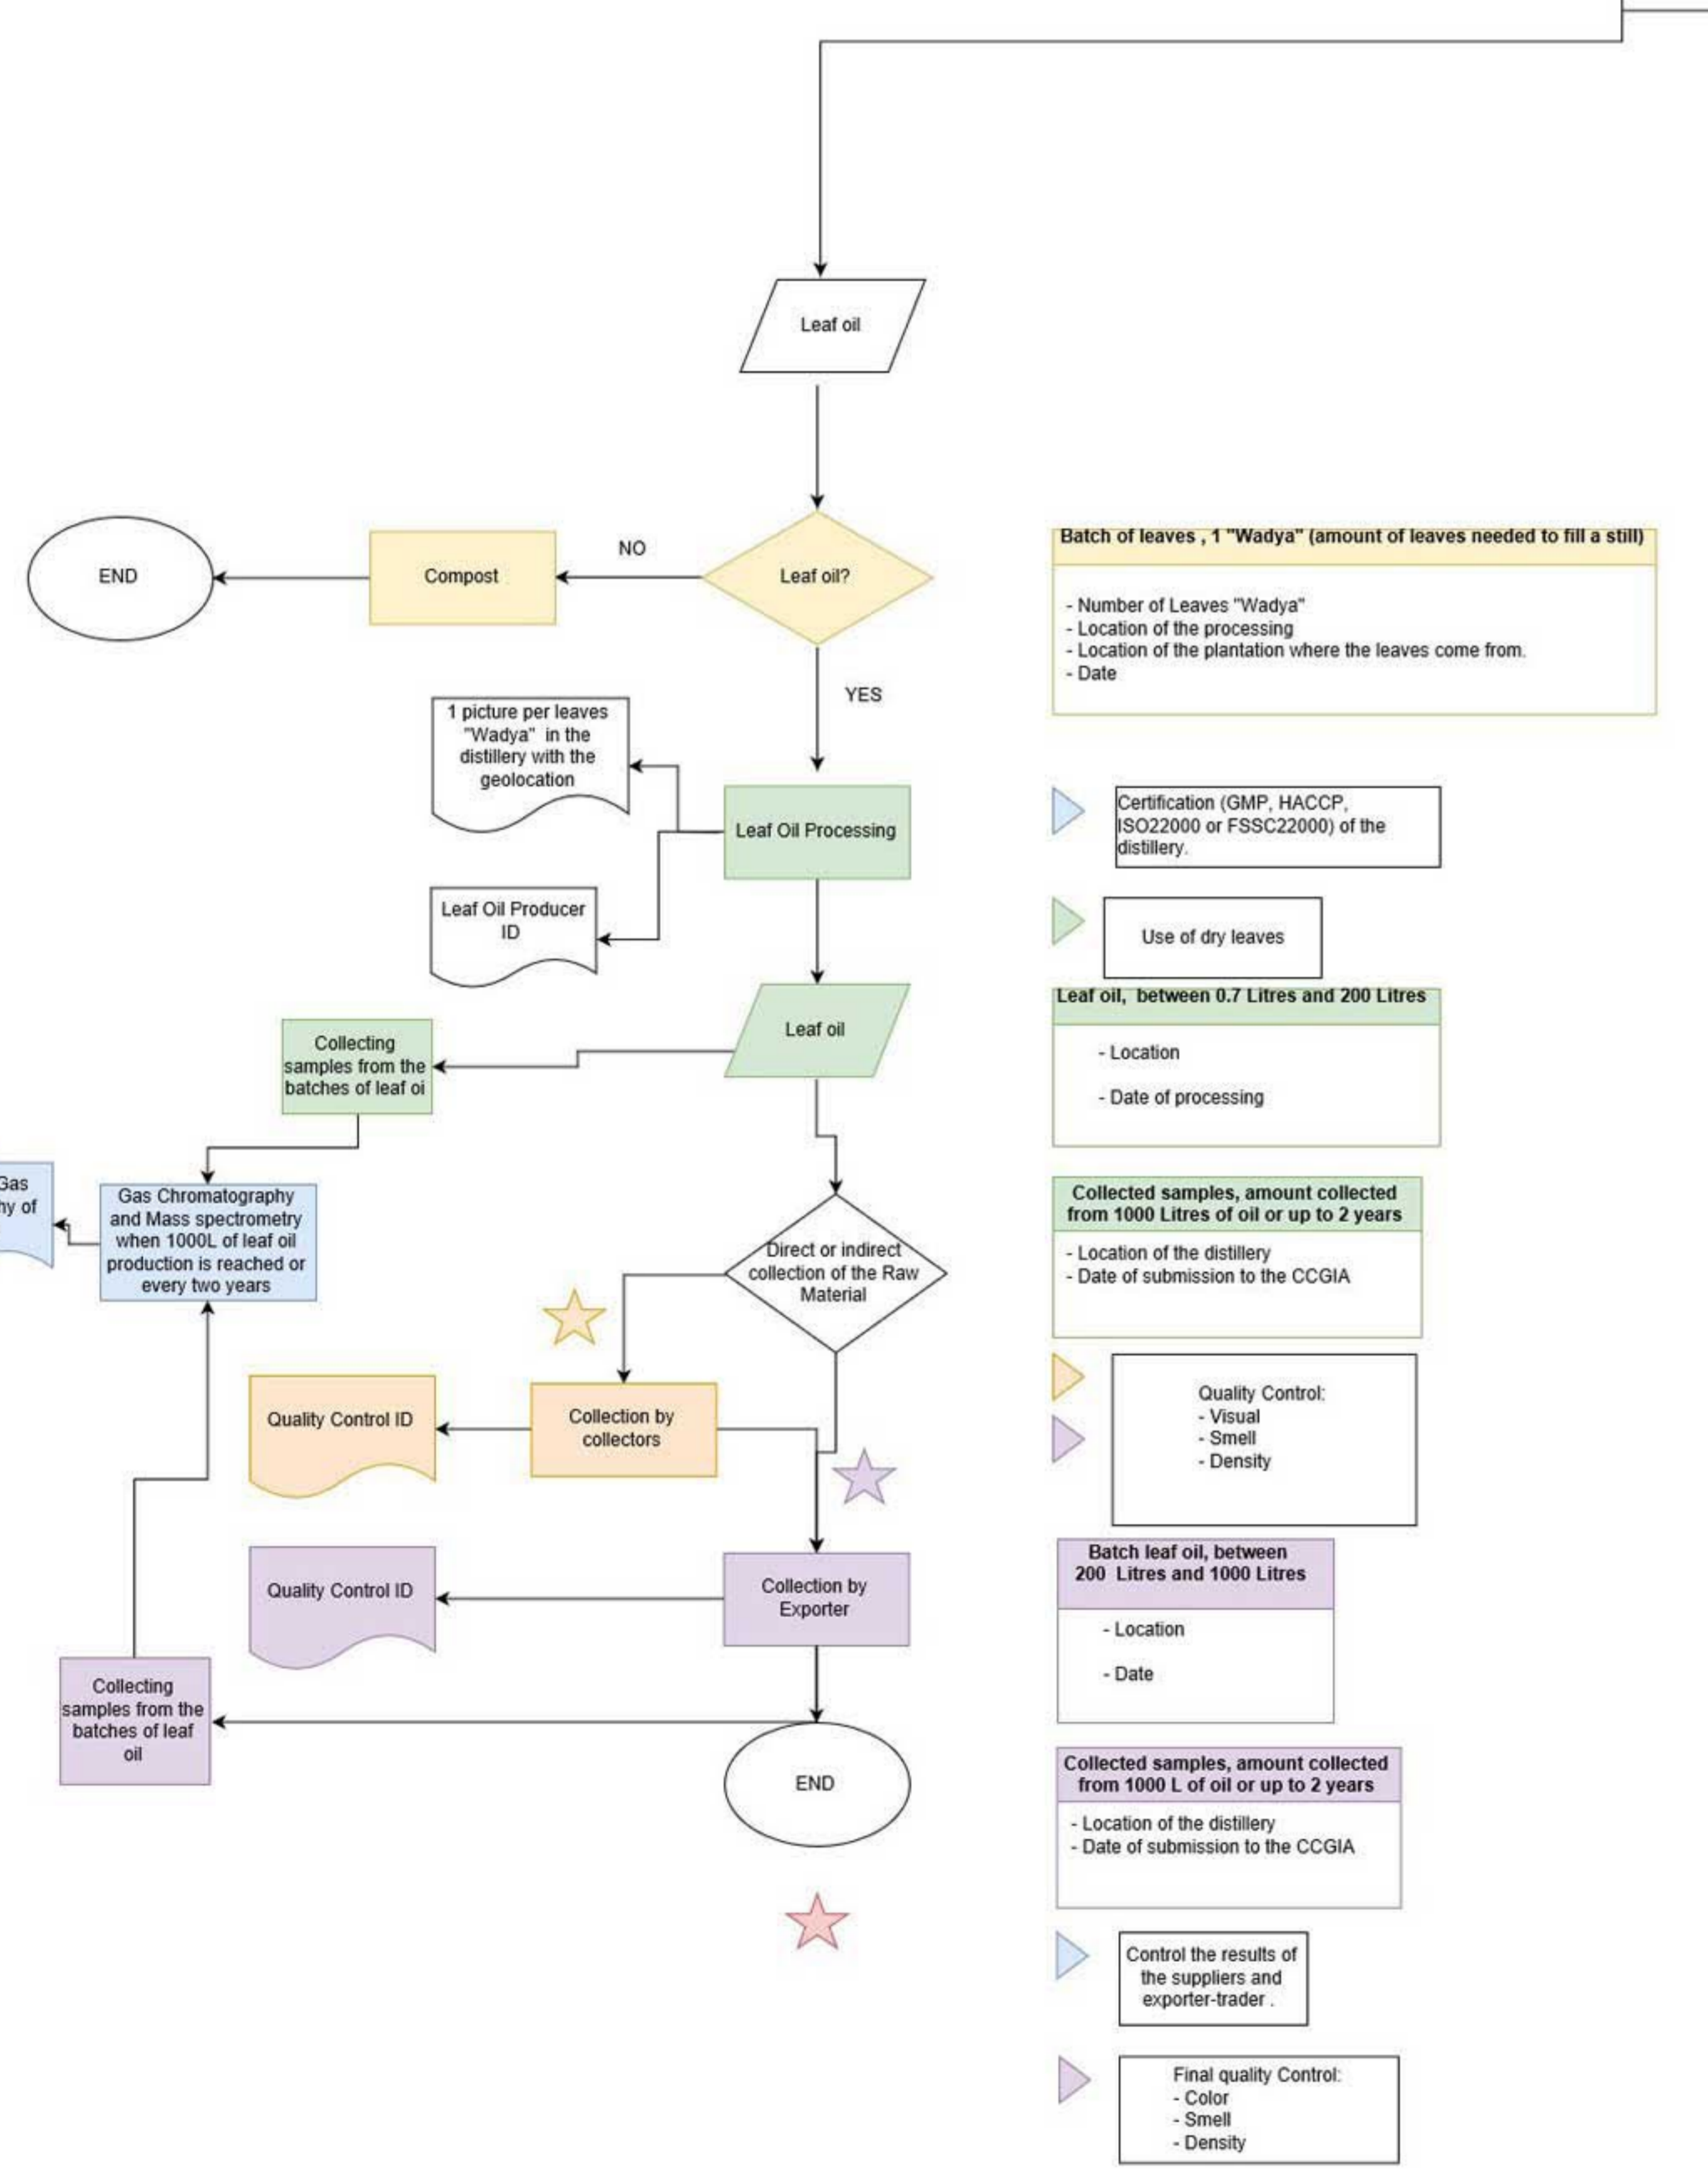 Leaf oil
END
Compost
NO
Leaf oil?
YES
Batch of leaves , 1 "Wadya" (amount of leaves needed to fill a still)
- Number of Leaves "Wadya"
- Location of the processing
- Location of the plantation where the leaves come from.
- Date
1 picture per leaves
"Wadya" in the
distillery with the
geolocation
Leaf Oil Processing
Certification (GMP, HACCP,
ISO22000 or FSSC22000) of the
distillery.
Leaf Oil Producer
ID
Use of dry leaves
Leaf oil
Leaf oil, between 0.7 Litres and 200 Litres
- Location
- Date of processing
Collecting
samples from the
batches of leaf oi
Gas
hy of
Gas Chromatography
and Mass spectrometry
when 1000L of leaf oil
production is reached or
every two years
Direct or indirect
collection of the Raw
Material
Collected samples, amount collected
from 1000 Litres of oil or up to 2 years
- Location of the distillery
- Date of submission to the CCGIA
Quality Control ID
Collection by
collectors
Quality Control:
- Visual
- Smell
- Density
Quality Control ID
Collection by
Exporter
Batch leaf oil, between
200 Litres and 1000 Litres
- Location
- Date
Collecting
samples from the
batches of leaf
oil
END
Collected samples, amount collected
from 1000 L of oil or up to 2 years
- Location of the distillery
- Date of submission to the CCGIA
Control the results of
the suppliers and
exporter-trader .
Final quality Control:
- Color
- Smell
- Density